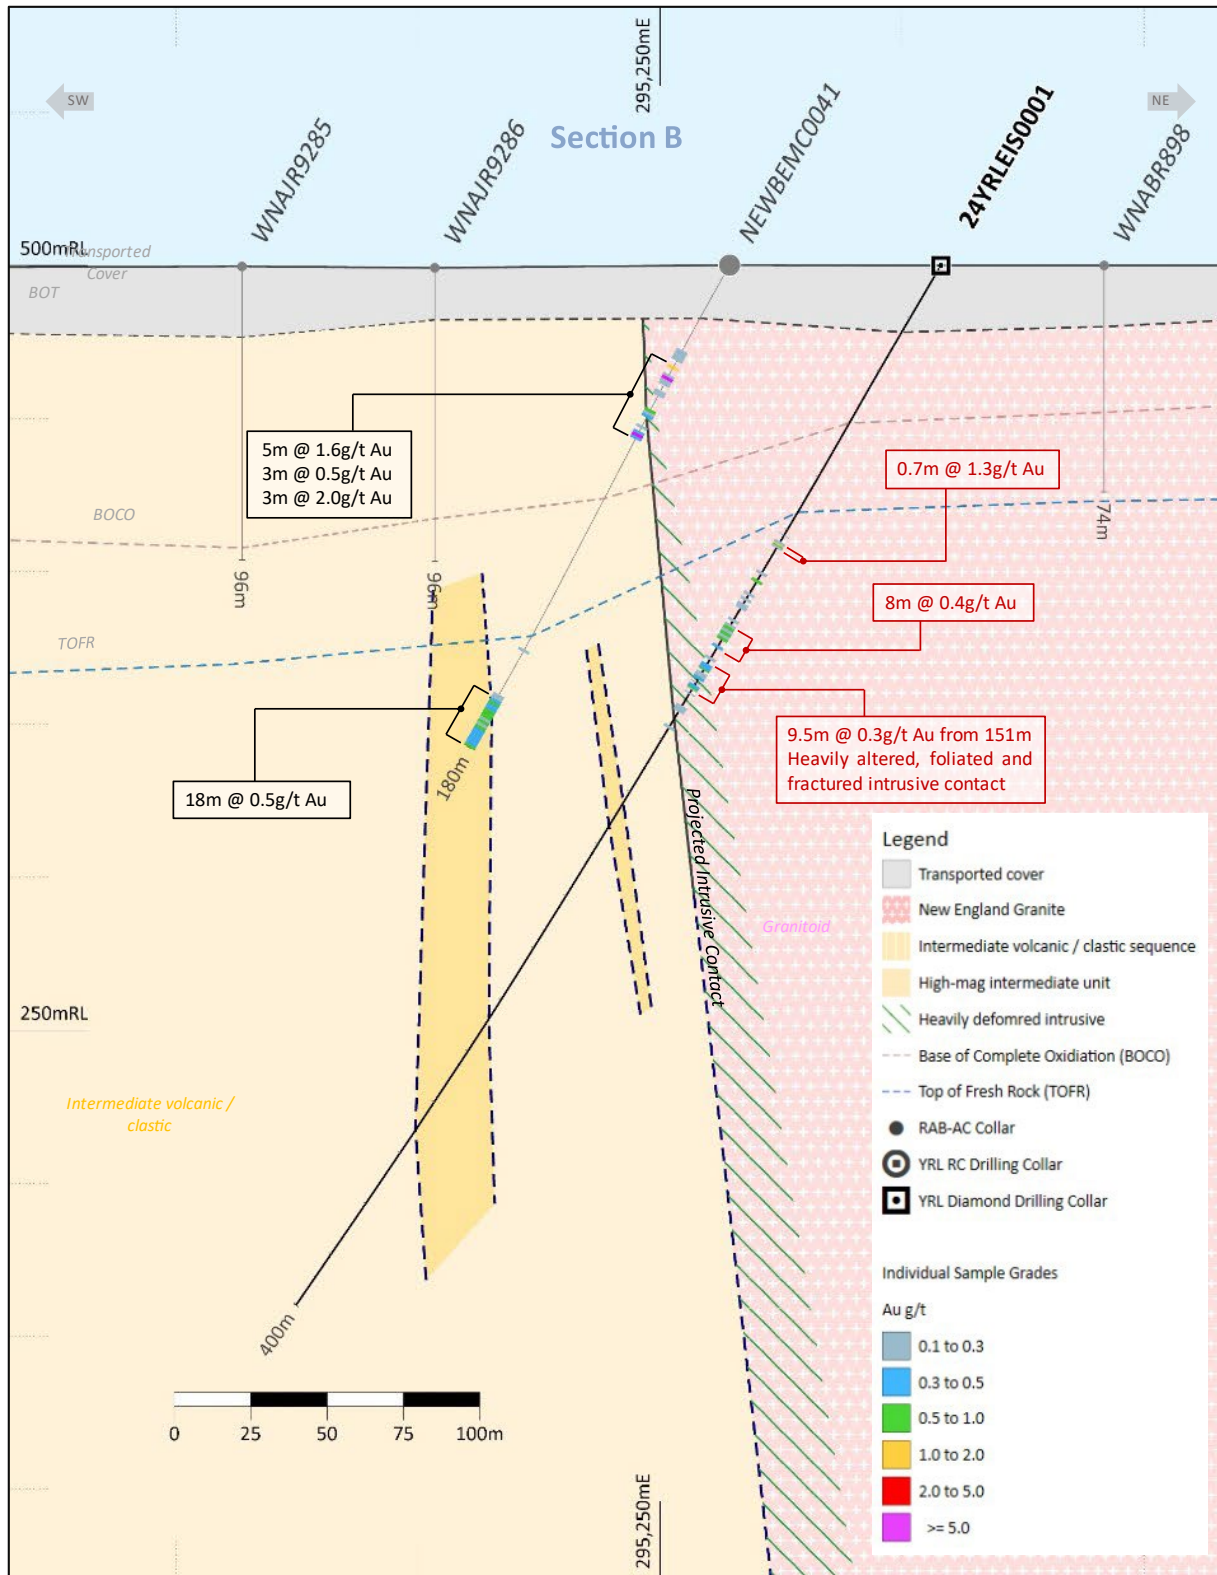 295,250mE
SW
NE
Section B
WNAJR9285
WNAJR9286
NEWBEMC0041
24YRLEIS0001
WNABR898
500mRL
Transported
Cover
BOT
5m @ 1.6g/t Au
3m @ 0.5g/t Au
3m @ 2.0g/t Au
0.7m @ 1.3g/t Au
BOCO
74m
96m
96m
8m @ 0.4g/t Au
TOFR
9.5m @ 0.3g/t Au from 151m
Heavily altered, foliated and
fractured intrusive contact
180m
18m @ 0.5g/t Au
Projected Intrusive Contact
Granitoid
250mRL
Intermediate volcanic /
clastic
400m
0 25 50 75 100m
295,250mE
Legend
Transported cover
New England Granite
Intermediate volcanic / clastic sequence
High-mag intermediate unit
Heavily defomred intrusive
Base of Complete Oxidiation (BOCO)
Top of Fresh Rock (TOFR)
RAB-AC Collar
YRL RC Drilling Collar
YRL Diamond Drilling Collar
Individual Sample Grades
Au g/t
0.1 to 0.3
0.3 to 0.5
0.5 to 1.0
1.0 to 2.0
2.0 to 5.0
>= 5.0